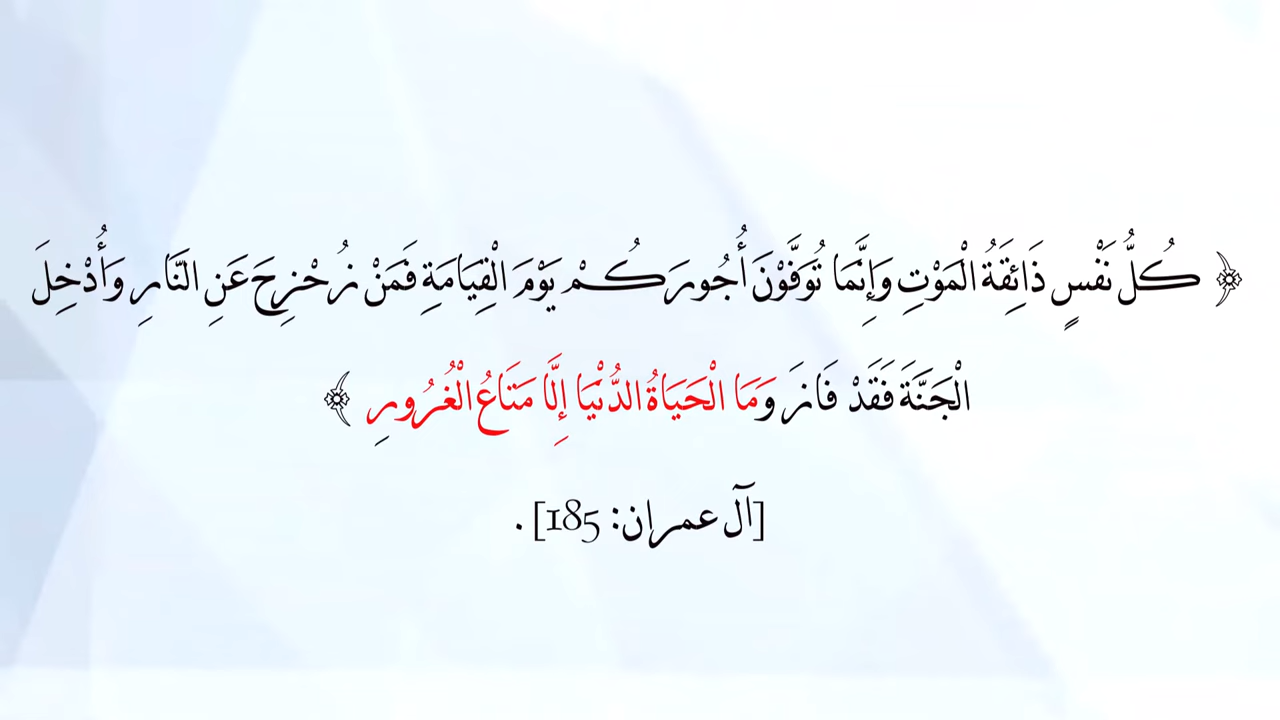 ﴿ كُلُّ نَفْسٍ ذَائِقَةُ الْمَوْتِ وَإِنَّمَا تُوَفَّوْنَ أُجُورَكُمْ يَوْمَ الْقِيَامَةِ فَمَنْ زُحْزِحَ عَنِ النَّارِ وَأُدْخِلَ
الْجَنَّةَ فَقَدْ فَازَ وَمَا الْحَيَاةُ الدُّنْيَا إِلَّا مَتَاعُ الْغُرُورِ ﴾
[آل عمران: 185] .